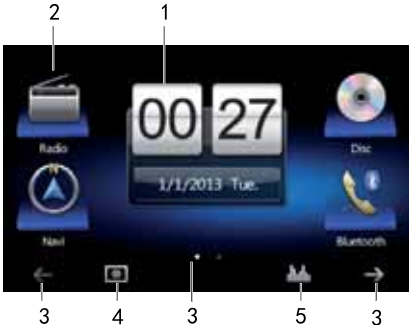 2 1
00 27
Radio
1/1/2013 Tue.
Disc
N
Navi
Bluetooth
3 4 3 5 3